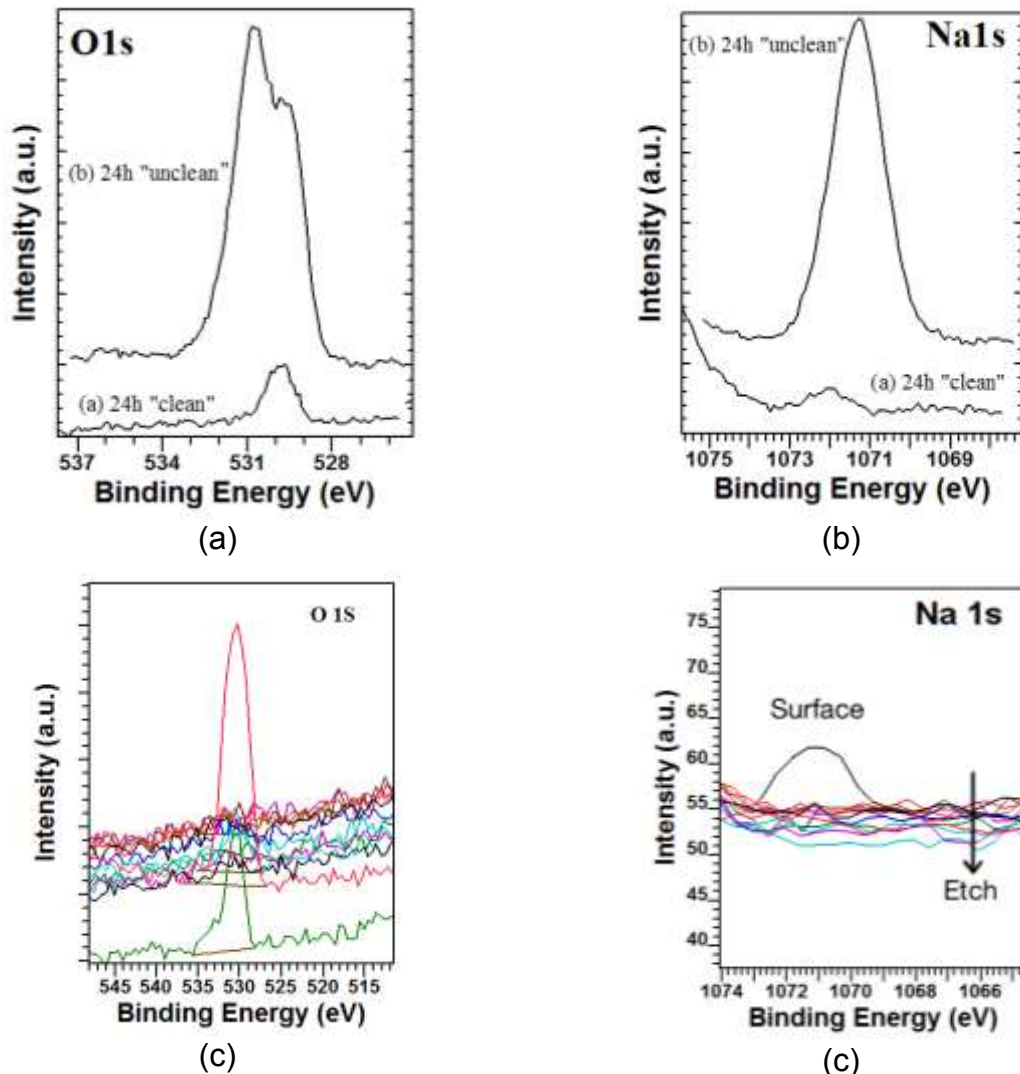 O1s
(b) 24h "unclean"
(a) 24h "clean"
Intensity (a.u.)
537 534 531 528
Binding Energy (eV)
(a)
Na1s
(b) 24h "unclean"
(a) 24h "clean"
Intensity (a.u.)
1075 1073 1071 1069
Binding Energy (eV)
(b)
O 1S
Intensity (a.u.)
545 540 535 530 525 520 515
Binding Energy (eV)
(c)
Na 1s
Surface
Etch
Intensity (a.u.)
75
70
65
60
55
50
45
40
1074 1072 1070 1068 1066
Binding Energy (eV)
(c)